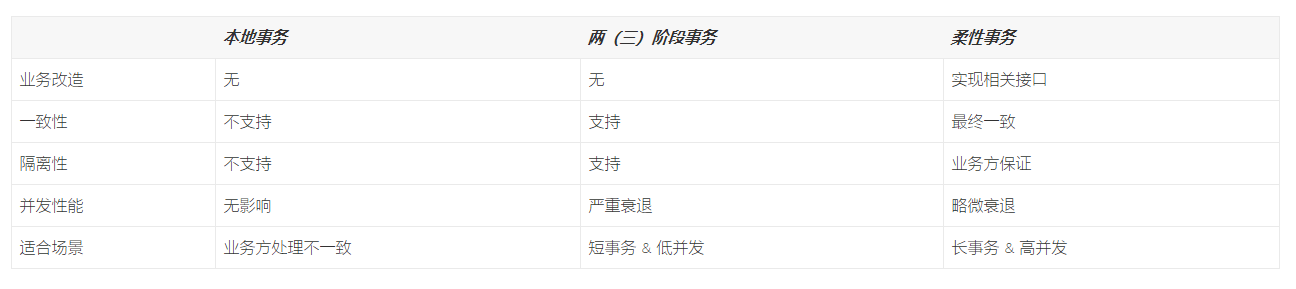 本地事务 两（三）阶段事务 柔性事务
业务改造 无 无 实现相关接口
一致性 不支持 支持 最终一致
隔离性 不支持 支持 业务方保证
并发性能 无影响 严重衰退 略微衰退
适合场景 业务方处理不一致 短事务 & 低并发 长事务 & 高并发